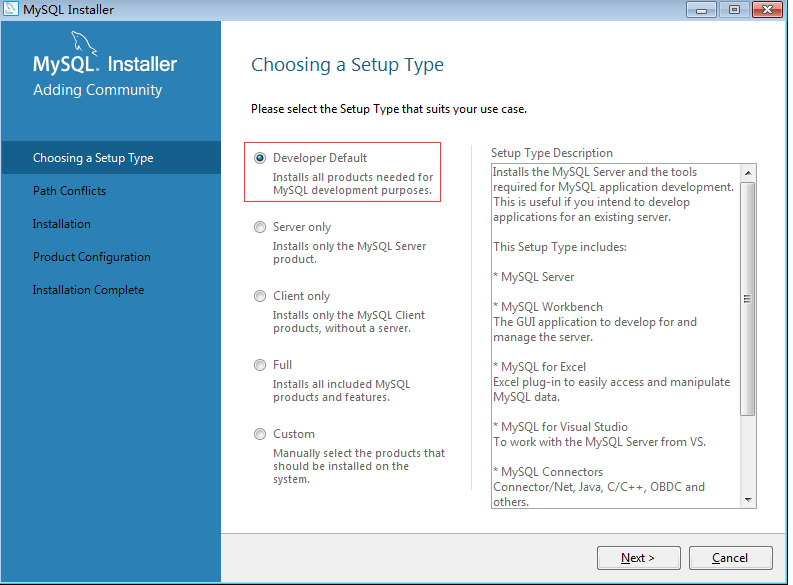 MySQL Installer
MySQL. Installer
Adding Community
Choosing a Setup Type
Path Conflicts
Installation
Product Configuration
Installation Complete
Choosing a Setup Type
Please select the Setup Type that suits your use case.
Developer Default
Installs all products needed for
MySQL development purposes.
Server only
Installs only the MySQL Server
product.
Client only
Installs only the MySQL Client
products, without a server.
Full
Installs all included MySQL
products and features.
Custom
Manually select the products that
should be installed on the
system.
Setup Type Description
Installs the MySQL Server and the tools
required for MySQL application development.
This is useful if you intend to develop
applications for an existing server.
This Setup Type includes:
* MySQL Server
* MySQL Workbench
The GUI application to develop for and
manage the server.
* MySQL for Excel
Excel plug-in to easily access and manipulate
MySQL data.
* MySQL for Visual Studio
To work with the MySQL Server from VS.
* MySQL Connectors
Connector/Net, Java, C/C++, OBDC and
others.
Next >
Cancel